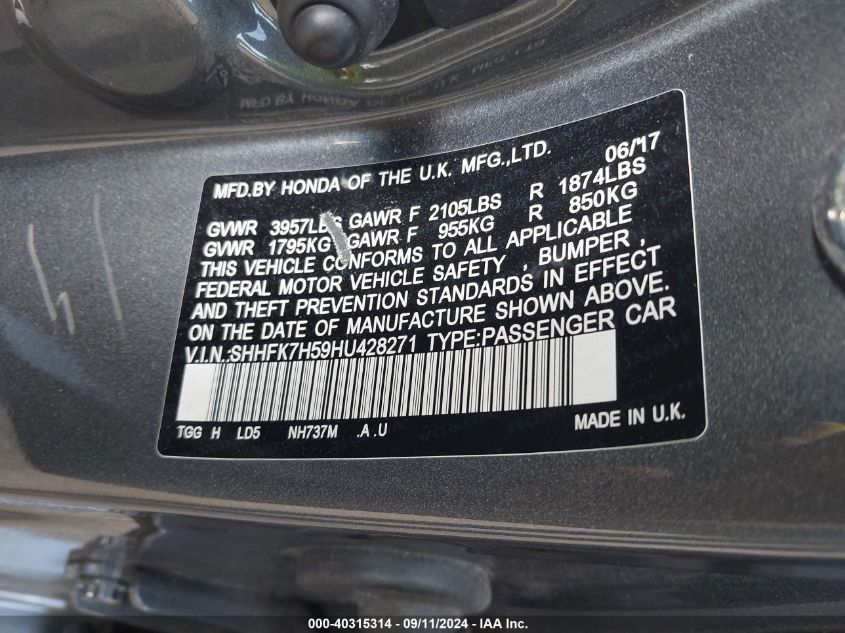 MFD.BY HONDA OF THE U.K. MFG.,LTD. 06/17
GVWR 3957LBS GAWR F 2105LBS R 1874LBS
GVWR 1795KG GAWR F 955KG R 850KG
THIS VEHICLE CONFORMS TO ALL APPLICABLE
FEDERAL MOTOR VEHICLE SAFETY , BUMPER ,
AND THEFT PREVENTION STANDARDS IN EFFECT
ON THE DATE OF MANUFACTURE SHOWN ABOVE.
V.I.N.:SHHFK7H59HU428271 TYPE:PASSENGER CAR
TGG H LD5 NH737M .A .U MADE IN U.K.
000-40315314 - 09/11/2024 - IAA Inc.